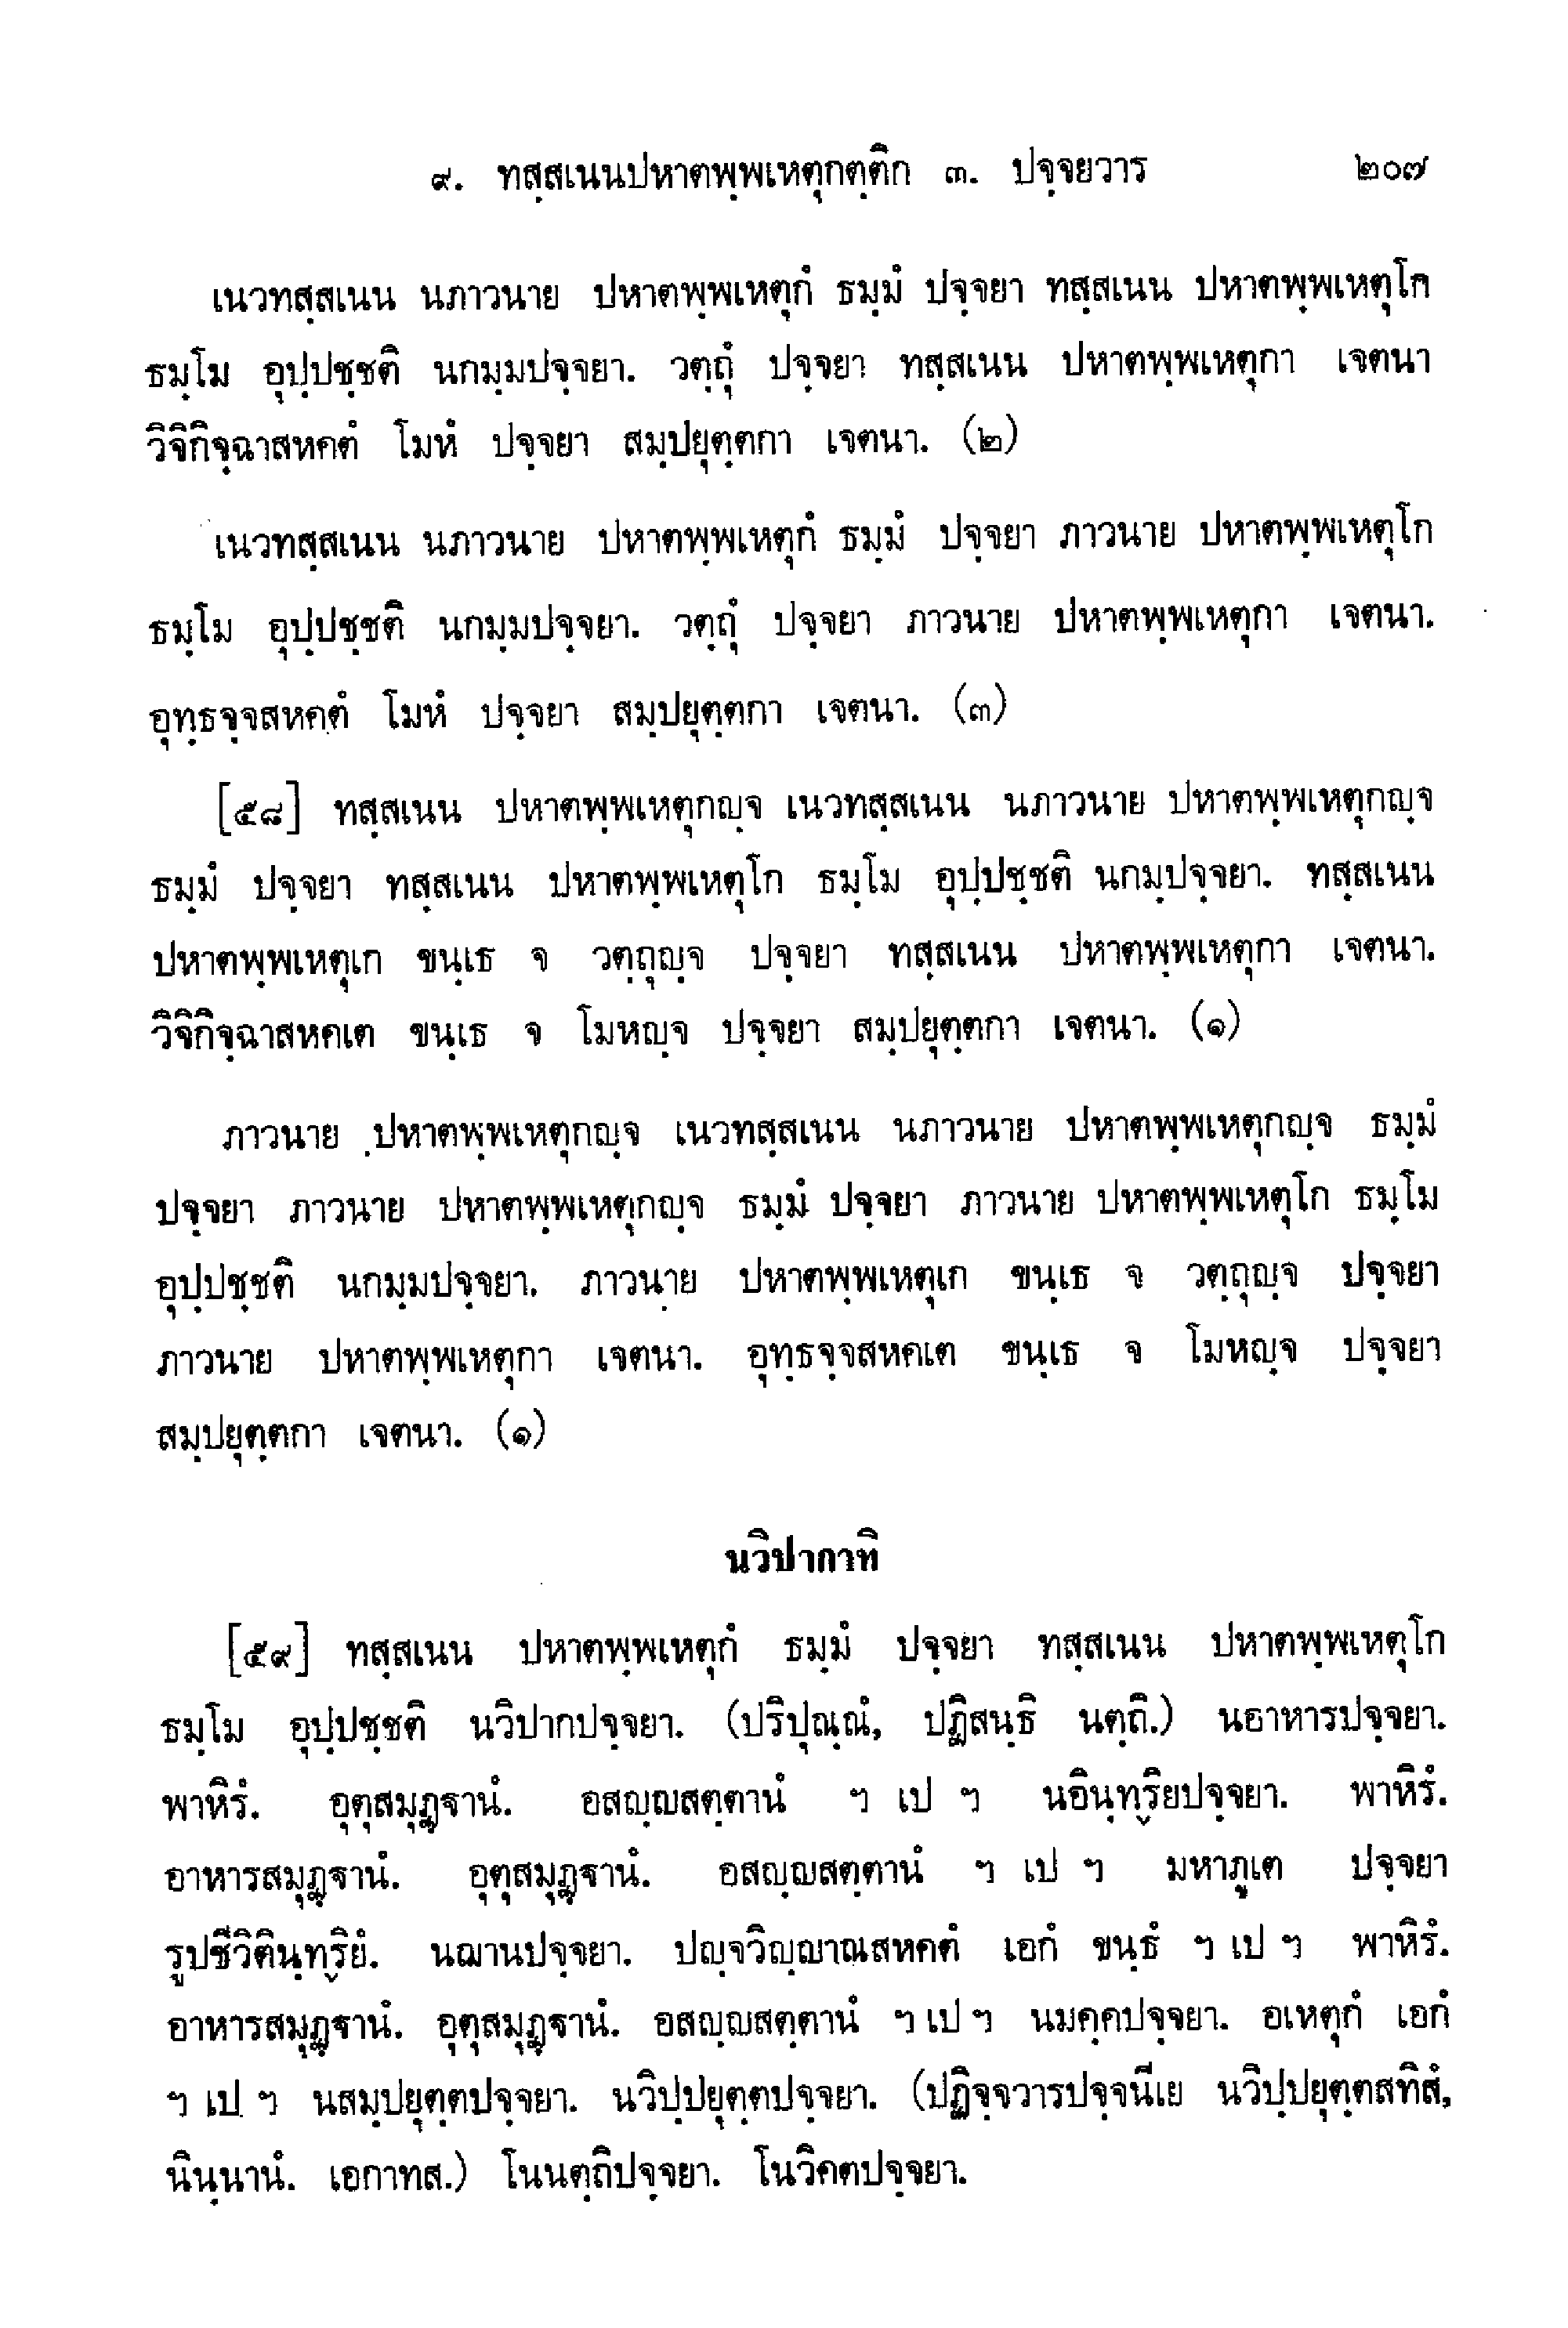 ๙. ทสฺสเนนปหาตพฺพเหตุกตฺติก ๓. ปจฺจยวาร ๒๐๗
เนวทสฺสเนน นภาวนาย ปหาตพฺพเหตุกํ ธมฺมํ ปจฺจยา ทสฺสเนน ปหาตพฺพเหตุโก
ธมฺโม อุปฺปชฺชติ นกมฺมปจฺจยา. วตฺถุํ ปจฺจยา ทสฺสเนน ปหาตพฺพเหตุกา เจตนา
วิจิกิจฺฉาสหคตํ โมหํ ปจฺจยา สมฺปยุตฺตกา เจตนา. (๒)
เนวทสฺสเนน นภาวนาย ปหาตพฺพเหตุกํ ธมฺมํ ปจฺจยา ภาวนาย ปหาตพฺพเหตุโก
ธมฺโม อุปฺปชฺชติ นกมฺมปจฺจยา. วตฺถุํ ปจฺจยา ภาวนาย ปหาตพฺพเหตุกา เจตนา.
อุทฺธจฺจสหคตํ โมหํ ปจฺจยา สมฺปยุตฺตกา เจตนา. (๓)
[๕๘] ทสฺสเนน ปหาตพฺพเหตุกญฺจ เนวทสฺสเนน นภาวนาย ปหาตพฺพเหตุกญฺจ
ธมฺมํ ปจฺจยา ทสฺสเนน ปหาตพฺพเหตุโก ธมฺโม อุปฺปชฺชติ นกมฺปจฺจยา. ทสฺสเนน
ปหาตพฺพเหตุเก ขนฺเธ จ วตฺถุญฺจ ปจฺจยา ทสฺสเนน ปหาตพฺพเหตุกา เจตนา.
วิจิกิจฺฉาสหคเต ขนฺเธ จ โมหญฺจ ปจฺจยา สมฺปยุตฺตกา เจตนา. (๑)
ภาวนาย ปหาตพฺพเหตุกญฺจ เนวทสฺสเนน นภาวนาย ปหาตพฺพเหตุกญฺจ ธมฺมํ
ปจฺจยา ภาวนาย ปหาตพฺพเหตุกญฺจ ธมฺมํ ปจฺจยา ภาวนาย ปหาตพฺพเหตุโก ธมฺโม
อุปฺปชฺชติ นกมฺมปจฺจยา. ภาวนาย ปหาตพฺพเหตุเก ขนฺเธ จ วตฺถุญฺจ ปจฺจยา
ภาวนาย ปหาตพฺพเหตุกา เจตนา. อุทฺธจฺจสหคเต ขนฺเธ จ โมหญฺจ ปจฺจยา
สมฺปยุตฺตกา เจตนา. (๑)
นวิปากาทิ
[๕๙] ทสฺสเนน ปหาตพฺพเหตุกํ ธมฺมํ ปจฺจยา ทสฺสเนน ปหาตพฺพเหตุโก
ธมฺโม อุปฺปชฺชติ นวิปากปจฺจยา. (ปริปุณฺณํ, ปฏิสนฺธิ นตฺถิ.) นอาหารปจฺจยา.
พาหิรํ. อุตุสมุฏฺฐานํ. อสญฺญสตฺตานํ ฯ เป ฯ นอินฺทฺริยปจฺจยา. พาหิรํ.
อาหารสมุฏฺฐานํ. อุตุสมุฏฺฐานํ. อสญฺญสตฺตานํ ฯ เป ฯ มหาภูเต ปจฺจยา
รูปชีวิตินฺทฺริยํ. นฌานปจฺจยา. ปญฺจวิญฺญาณสหคตํ เอกํ ขนฺธํ ฯ เป ฯ พาหิรํ.
อาหารสมุฏฺฐานํ. อุตุสมุฏฺฐานํ. อสญฺญสตฺตานํ ฯ เป ฯ นมคฺคปจฺจยา. อเหตุกํ เอกํ
ฯ เป ฯ นสมฺปยุตฺตปจฺจยา. นวิปฺปยุตฺตปจฺจยา. (ปฏิจฺจวารปจฺจนีเย นวิปฺปยุตฺตสทิสํ,
นินฺนานํ. เอกาทส.) โนนตฺถิปจฺจยา. โนวิคตปจฺจยา.